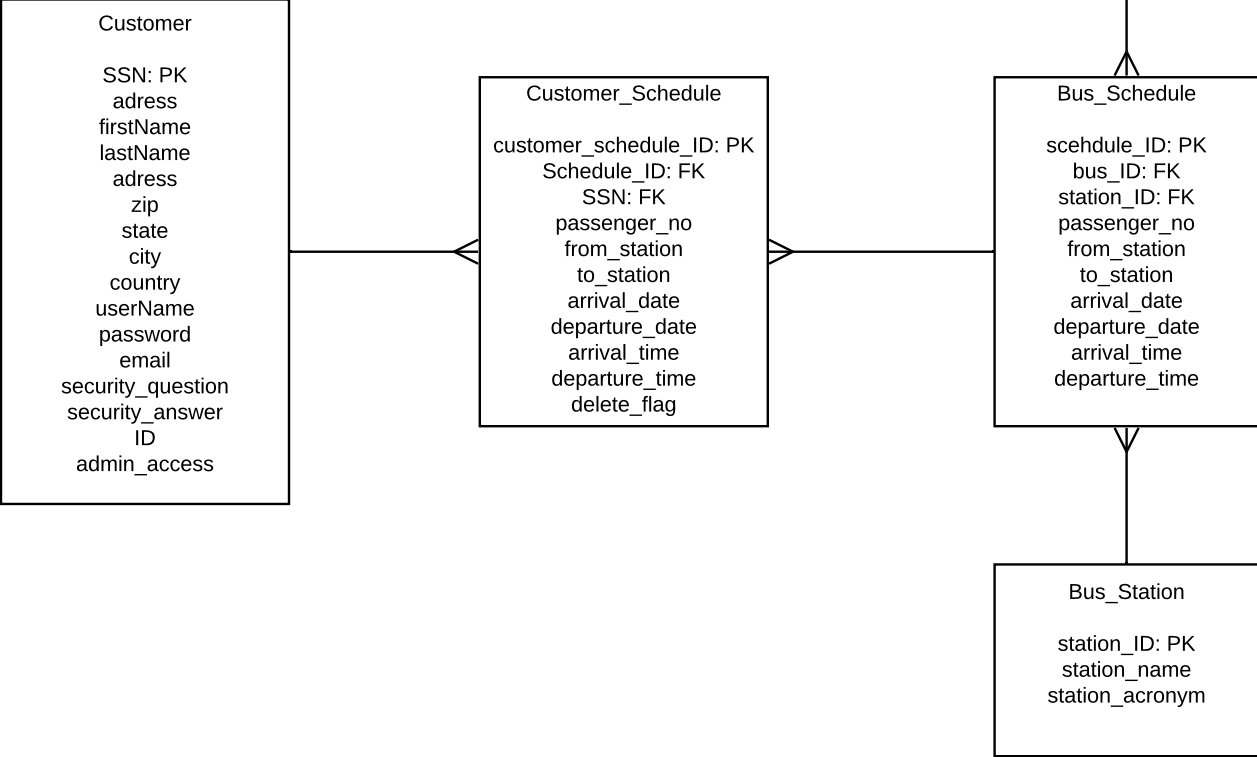 Customer
SSN: PK
adress
firstName
lastName
adress
zip
state
city
country
userName
password
email
security_question
security_answer
ID
admin_access
Customer_Schedule
customer_schedule_ID: PK
Schedule_ID: FK
SSN: FK
passenger_no
from_station
to_station
arrival_date
departure_date
arrival_time
departure_time
delete_flag
Bus_Schedule
scehdule_ID: PK
bus_ID: FK
station_ID: FK
passenger_no
from_station
to_station
arrival_date
departure_date
arrival_time
departure_time
Bus_Station
station_ID: PK
station_name
station_acronym